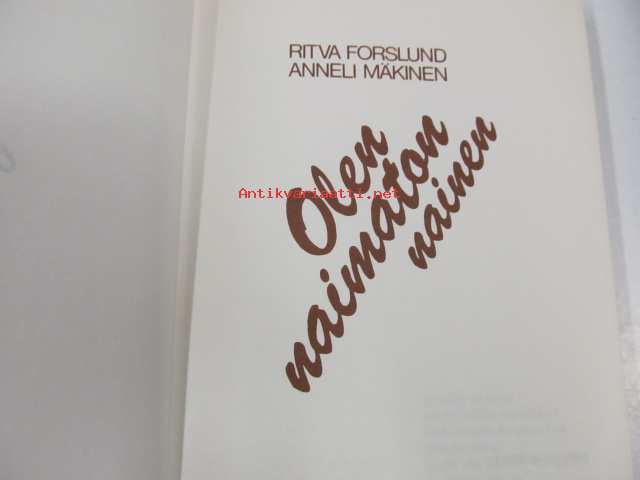 RITVA FORSLUND
ANNELI MÄKINEN
Olen
naimaton
nainen
Antikvariaatti.net